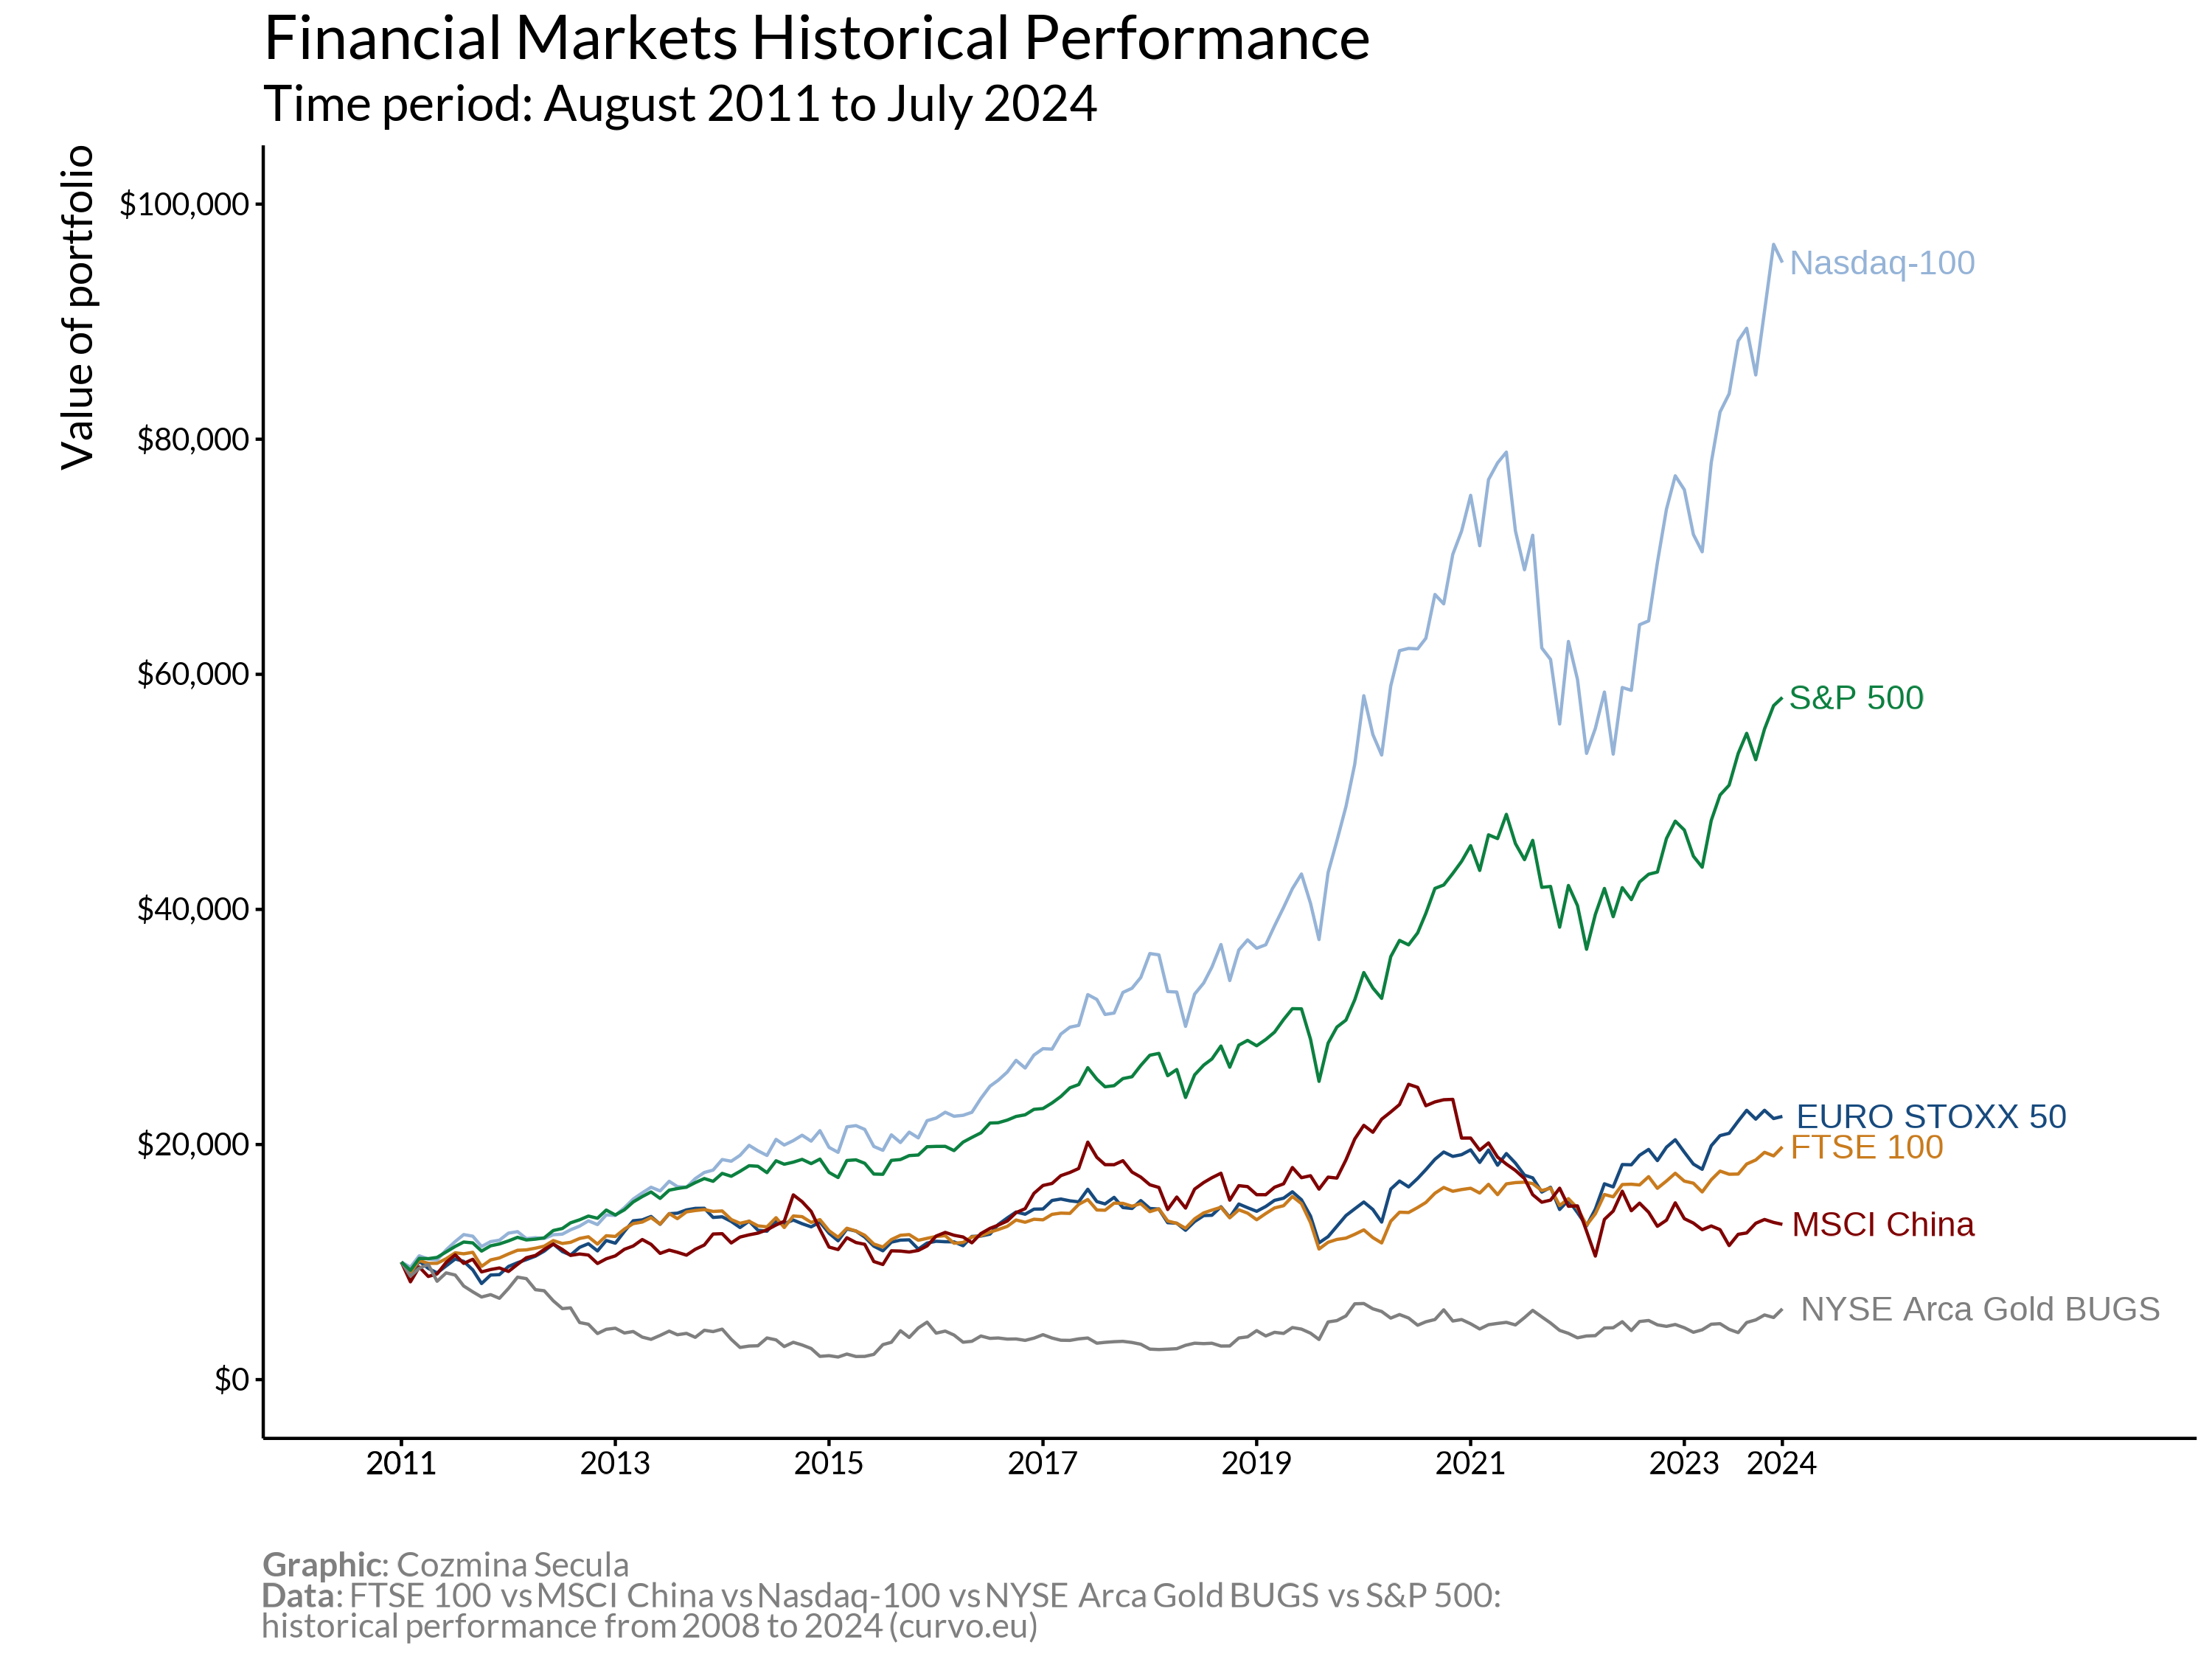 Financial Markets Historical Performance
Time period: August 2011 to July 2024
Value of portfolio
$100,000
$80,000
$60,000
$40,000
$20,000
$0
Nasdaq-100
S&P 500
EURO STOXX 50
FTSE 100
MSCI China
NYSE Arca Gold BUGS
2011 2013 2015 2017 2019 2021 2023 2024
Graphic: Cozmina Secula
Data: FTSE 100 vs MSCI China vs Nasdaq-100 vs NYSE Arca Gold BUGS vs S&P 500:
historical performance from 2008 to 2024 (curvo.eu)